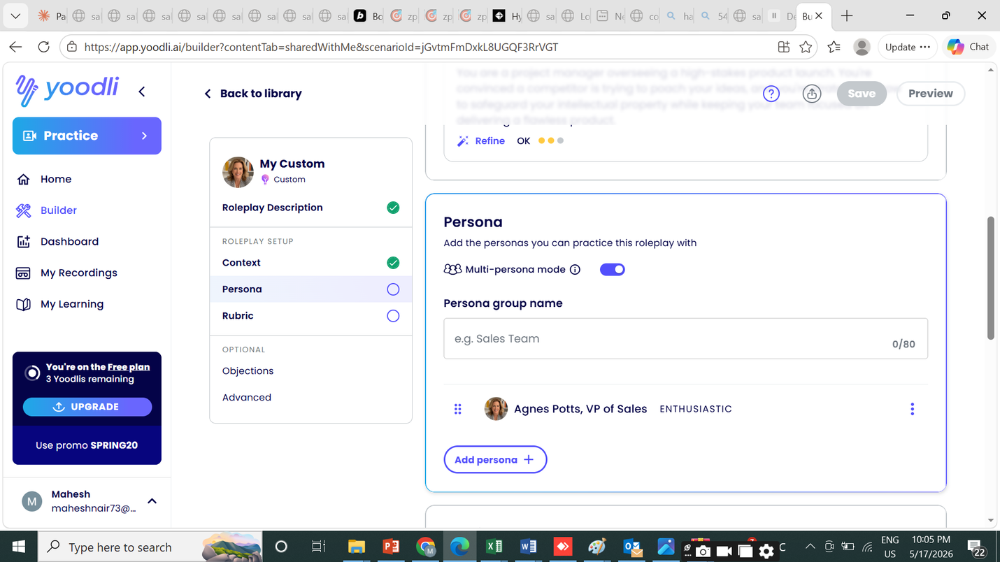 Pa
sa
sa
sa
sa
sa
sa
sa
sa
Bo
zp
zp
zp
Hy
sa
Lo
Ne
co
ha
54
sa
De
Bu
https://app.yoodli.ai/builder?contentTab=sharedWithMe&scenarioId=jGvtmFmDxkL8UGQF3RrVGT
Update
Chat
yoodli
Practice
Home
Builder
Dashboard
My Recordings
My Learning
You're on the Free plan
3 Yoodlis remaining
UPGRADE
Use promo SPRING20
M
Mahesh
maheshnair73@...
Back to library
Save
Preview
You are a project manager overseeing a high-stakes product launch. You're
convinced a competitor is trying to poach your ideas,
to safeguard your intellectual property while keeping your team focused on
delivering a flawless product.
Refine
OK
My Custom
Custom
Roleplay Description
ROLEPLAY SETUP
Context
Persona
Rubric
OPTIONAL
Objections
Advanced
Persona
Add the personas you can practice this roleplay with
Multi-persona mode
Persona group name
e.g. Sales Team
0/80
Agnes Potts, VP of Sales ENTHUSIASTIC
Add persona +
Type here to search
ENG
US
10:05 PM
5/17/2026
22